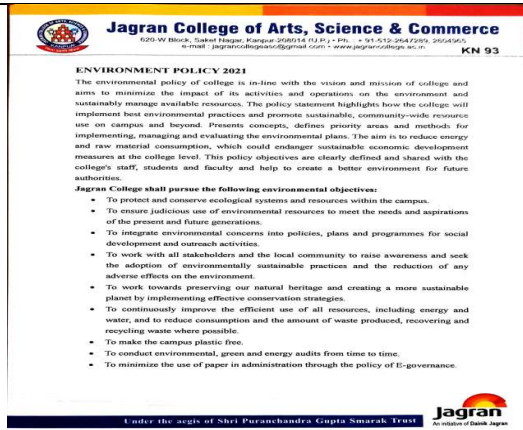 Jagran College of Arts, Science & Commerce
620-W Block, Saket Nagar, Kanpur-208014 (U.P.) • Ph. : + 91-512-2647289, 2604965
e-mail : jagrancollegeasc@gmail.com • www.jagrancollege.ac.in
KN 93
KANPUR
ENVIRONMENT POLICY 2021
The environmental policy of college is in-line with the vision and mission of college and
aims to minimize the impact of its activities and operations on the environment and
sustainably manage available resources. The policy statement highlights how the college will
implement best environmental practices and promote sustainable, community-wide resource
use on campus and beyond. Presents concepts, defines priority areas and methods for
implementing, managing and evaluating the environmental plans. The aim is to reduce energy
and raw material consumption, which could endanger sustainable economic development
measures at the college level. This policy objectives are clearly defined and shared with the
college's staff, students and faculty and help to create a better environment for future
authorities.
Jagran College shall pursue the following environmental objectives:
• To protect and conserve ecological systems and resources within the campus.
• To ensure judicious use of environmental resources to meet the needs and aspirations
of the present and future generations.
• To integrate environmental concerns into policies, plans and programmes for social
development and outreach activities.
• To work with all stakeholders and the local community to raise awareness and seek
the adoption of environmentally sustainable practices and the reduction of any
adverse effects on the environment.
• To work towards preserving our natural heritage and creating a more sustainable
planet by implementing effective conservation strategies.
• To continuously improve the efficient use of all resources, including energy and
water, and to reduce consumption and the amount of waste produced, recovering and
recycling waste where possible.
• To make the campus plastic free.
• To conduct environmental, green and energy audits from time to time.
• To minimize the use of paper in administration through the policy of E-governance.
Under the aegis of Shri Puranchandra Gupta Smarak Trust
Jagran
An initiative of Dainik Jagran